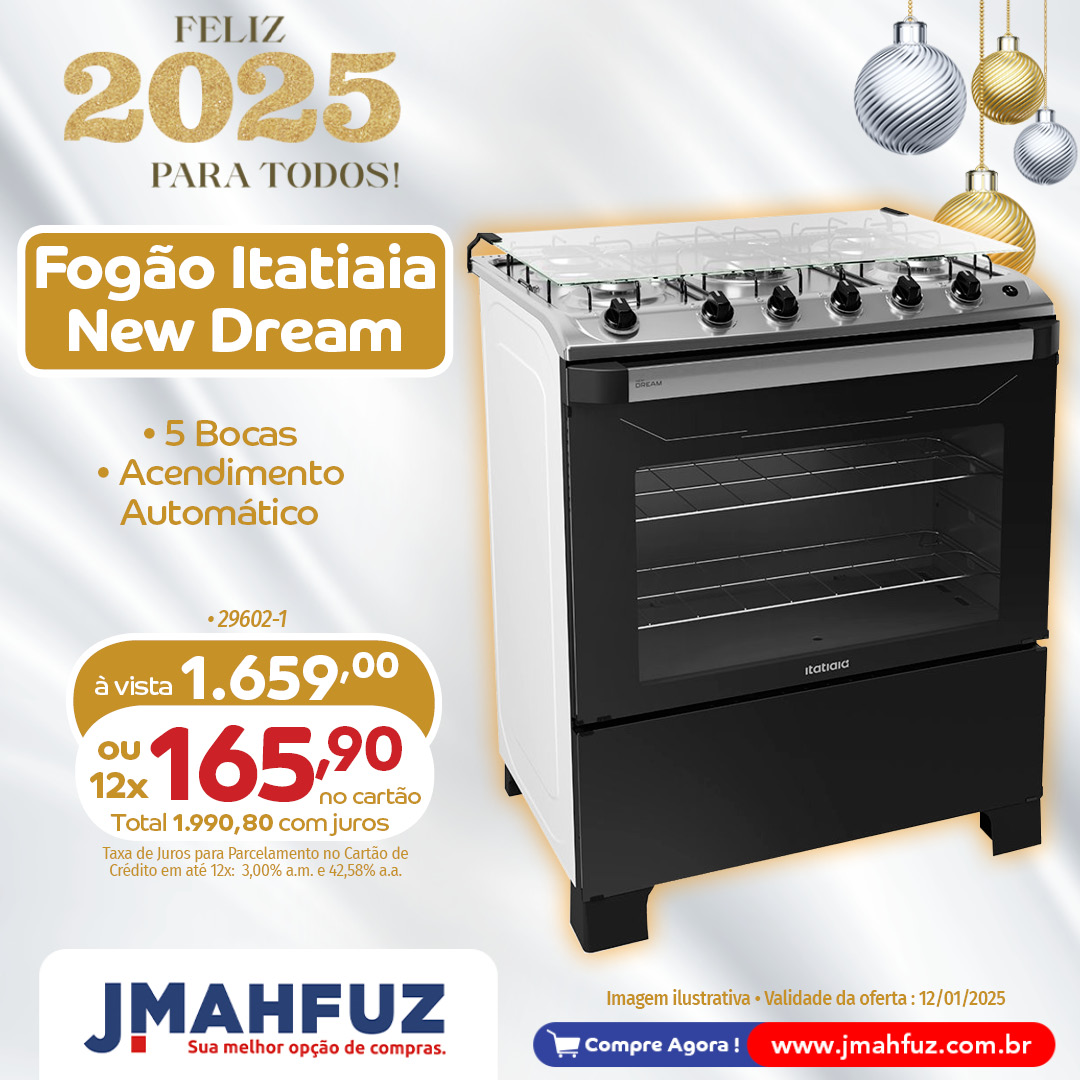 FELIZ
2025
PARA TODOS!
Fogão Itatiaia
New Dream
• 5 Bocas
• Acendimento
Automático
• 29602-1
à vista 1.659,00
ou 12x 165,90
no cartão
Total 1.990,80 com juros
Taxa de Juros para Parcelamento no Cartão de
Crédito em até 12x: 3,00% a.m. e 42,58% a.a.
DREAM
itatiaia
JMAHFUZ
Sua melhor opção de compras.
Imagem ilustrativa • Validade da oferta : 12/01/2025
Compre Agora !
www.jmahfuz.com.br